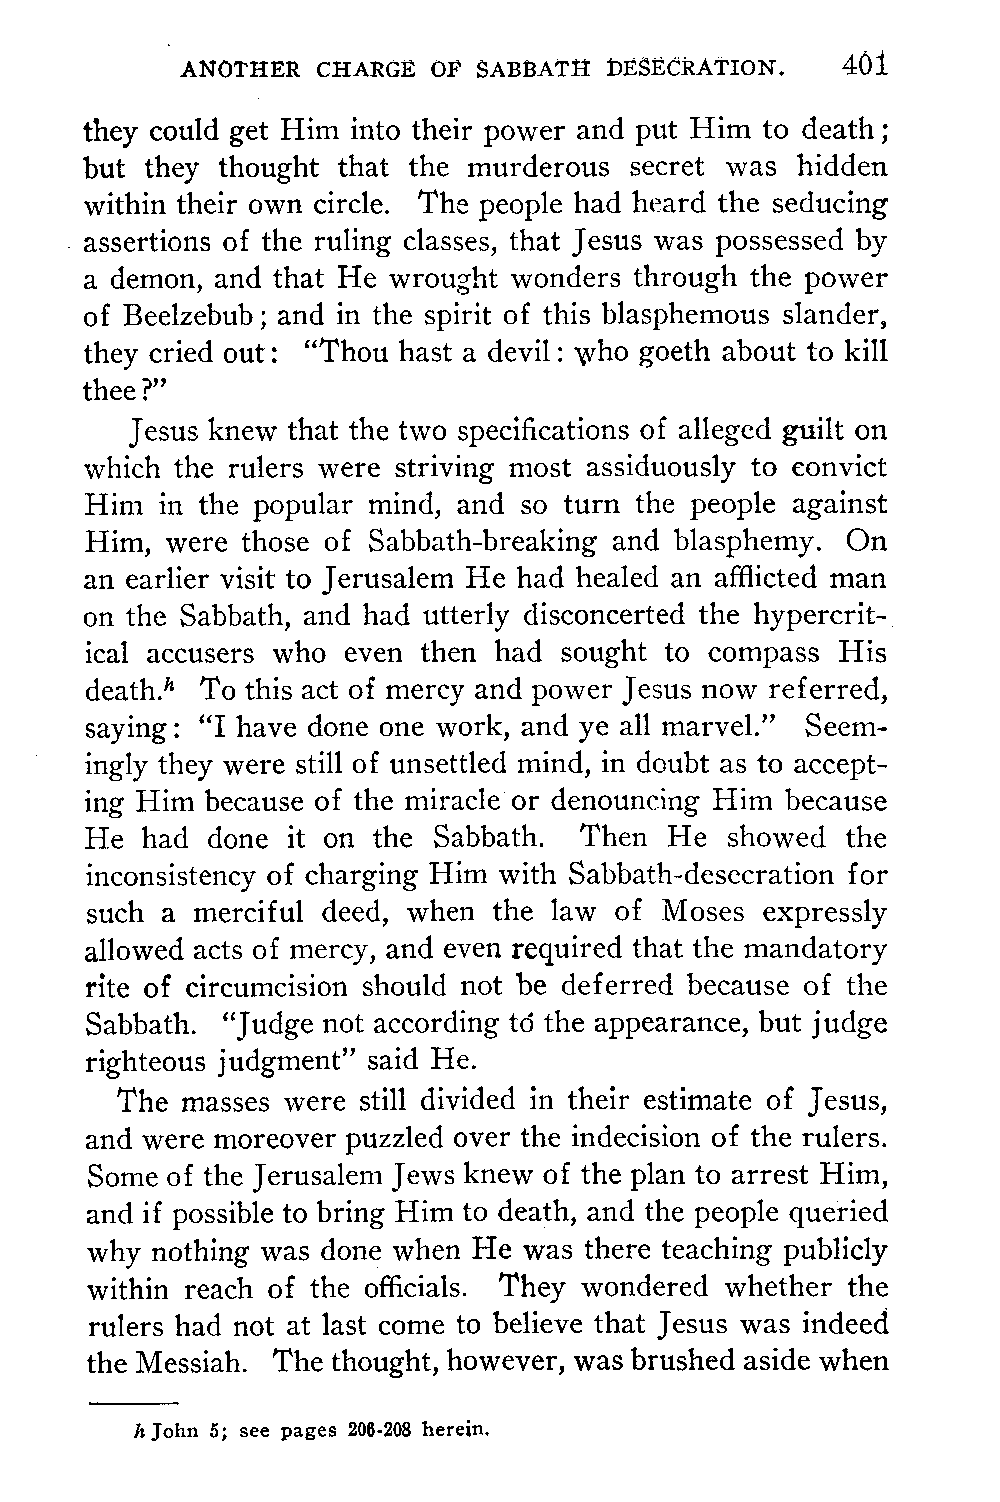 ANOTHER CHARGE OF SABBATH DESECRATION. 401
they could get Him into their power and put Him to death;
but they thought that the murderous secret was hidden
within their own circle. The people had heard the seducing
assertions of the ruling classes, that Jesus was possessed by
a demon, and that He wrought wonders through the power
of Beelzebub; and in the spirit of this blasphemous slander,
they cried out: “Thou hast a devil: who goeth about to kill
thee?”
Jesus knew that the two specifications of alleged guilt on
which the rulers were striving most assiduously to convict
Him in the popular mind, and so turn the people against
Him, were those of Sabbath-breaking and blasphemy. On
an earlier visit to Jerusalem He had healed an afflicted man
on the Sabbath, and had utterly disconcerted the hypercrit-
ical accusers who even then had sought to compass His
death.h To this act of mercy and power Jesus now referred,
saying: “I have done one work, and ye all marvel.” Seem-
ingly they were still of unsettled mind, in doubt as to accept-
ing Him because of the miracle or denouncing Him because
He had done it on the Sabbath. Then He showed the
inconsistency of charging Him with Sabbath-desecration for
such a merciful deed, when the law of Moses expressly
allowed acts of mercy, and even required that the mandatory
rite of circumcision should not be deferred because of the
Sabbath. “Judge not according to the appearance, but judge
righteous judgment” said He.
The masses were still divided in their estimate of Jesus,
and were moreover puzzled over the indecision of the rulers.
Some of the Jerusalem Jews knew of the plan to arrest Him,
and if possible to bring Him to death, and the people queried
why nothing was done when He was there teaching publicly
within reach of the officials. They wondered whether the
rulers had not at last come to believe that Jesus was indeed
the Messiah. The thought, however, was brushed aside when
h John 5; see pages 206-208 herein.